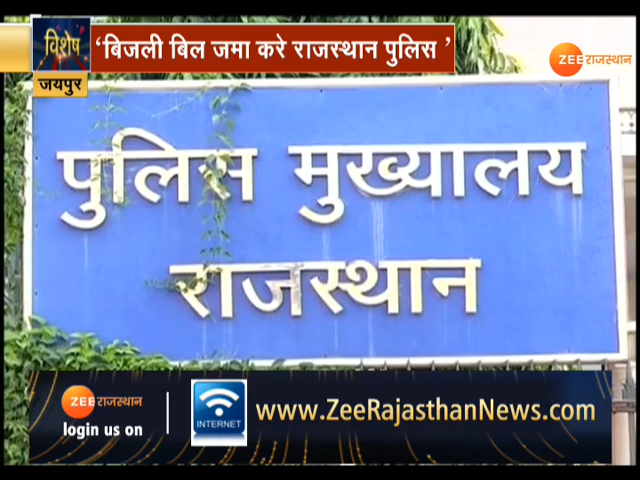 विशेष
‘बिजली बिल जमा करे राजस्थान पुलिस ’
ZEE राजस्थान
जयपुर
पुलिस मुख्यालय
राजस्थान
ZEE राजस्थान
login us on
INTERNET
www.ZeeRajasthanNews.com